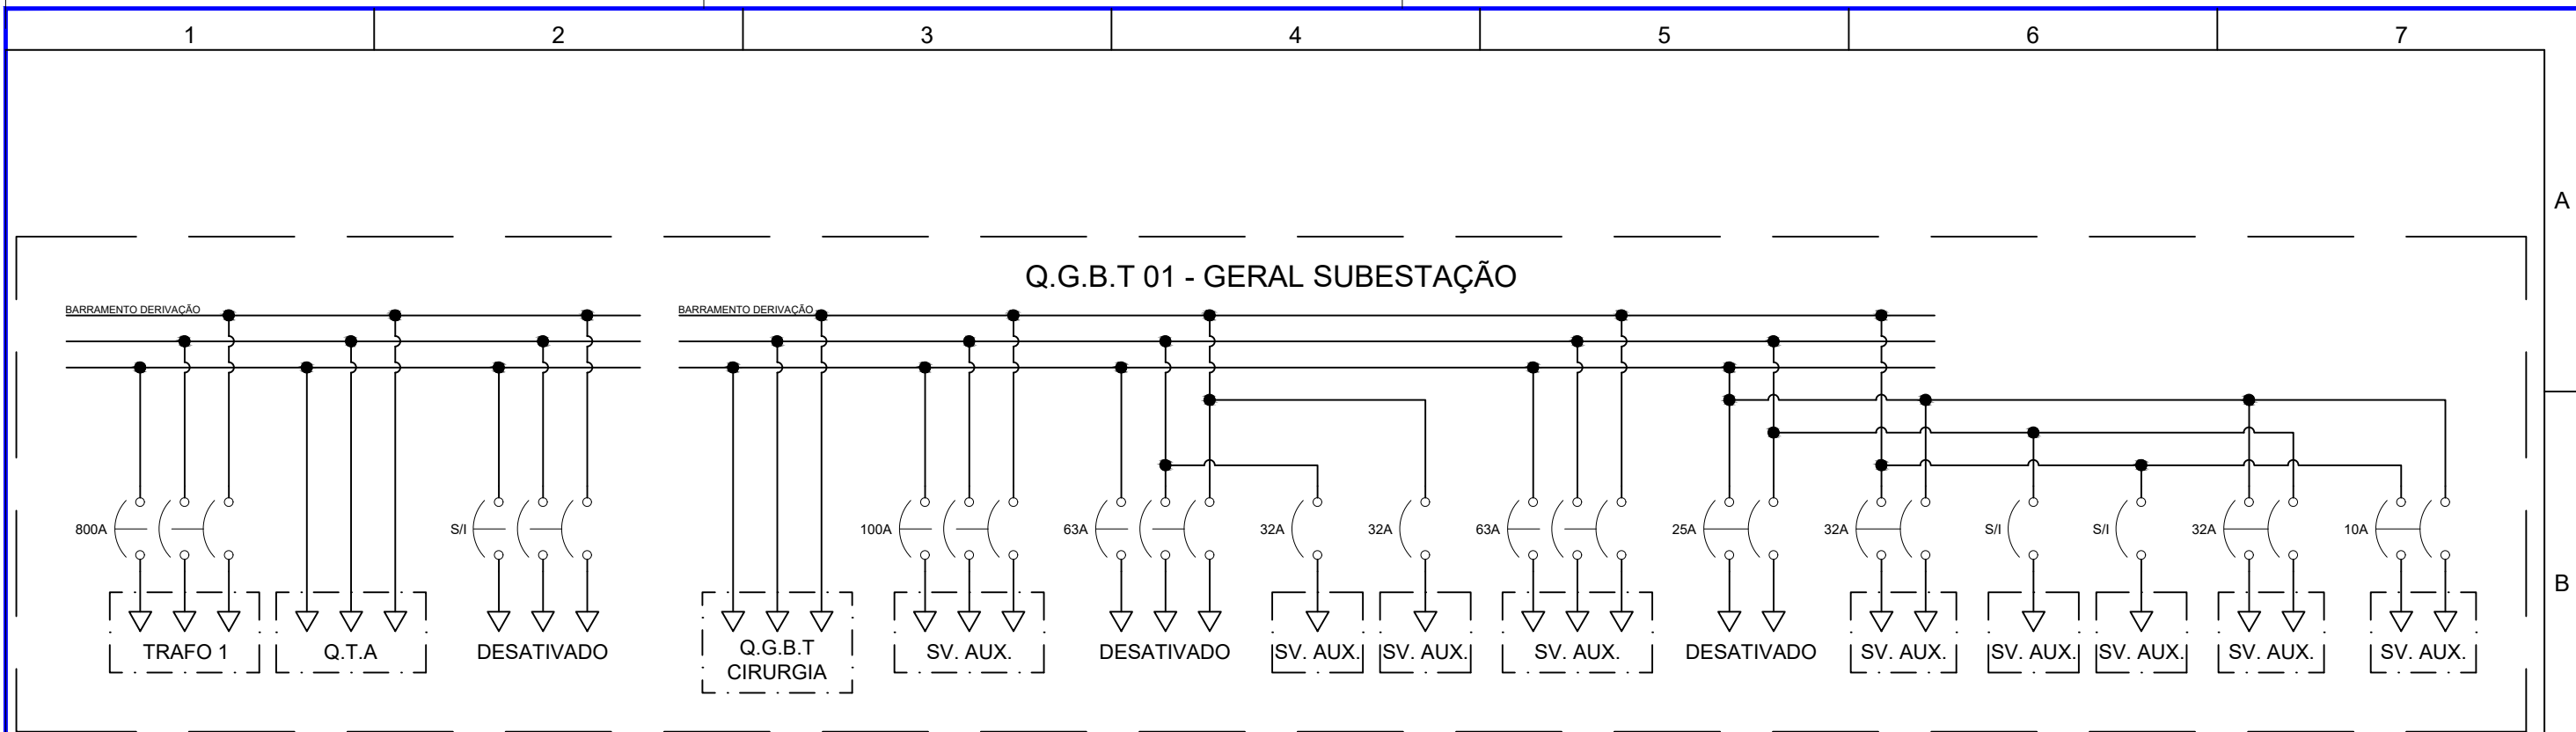 1 2 3 4 5 6 7
A
Q.G.B.T 01 - GERAL SUBESTAÇÃO
BARRAMENTO DERIVAÇÃO BARRAMENTO DERIVAÇÃO
800A S/I 100A 63A 32A 32A 63A 25A 32A S/I S/I 32A 10A
B
TRAFO 1 Q.T.A DESATIVADO Q.G.B.T SV. AUX. DESATIVADO SV. AUX. SV. AUX. SV. AUX. DESATIVADO SV. AUX. SV. AUX. SV. AUX. SV. AUX. SV. AUX.
CIRURGIA